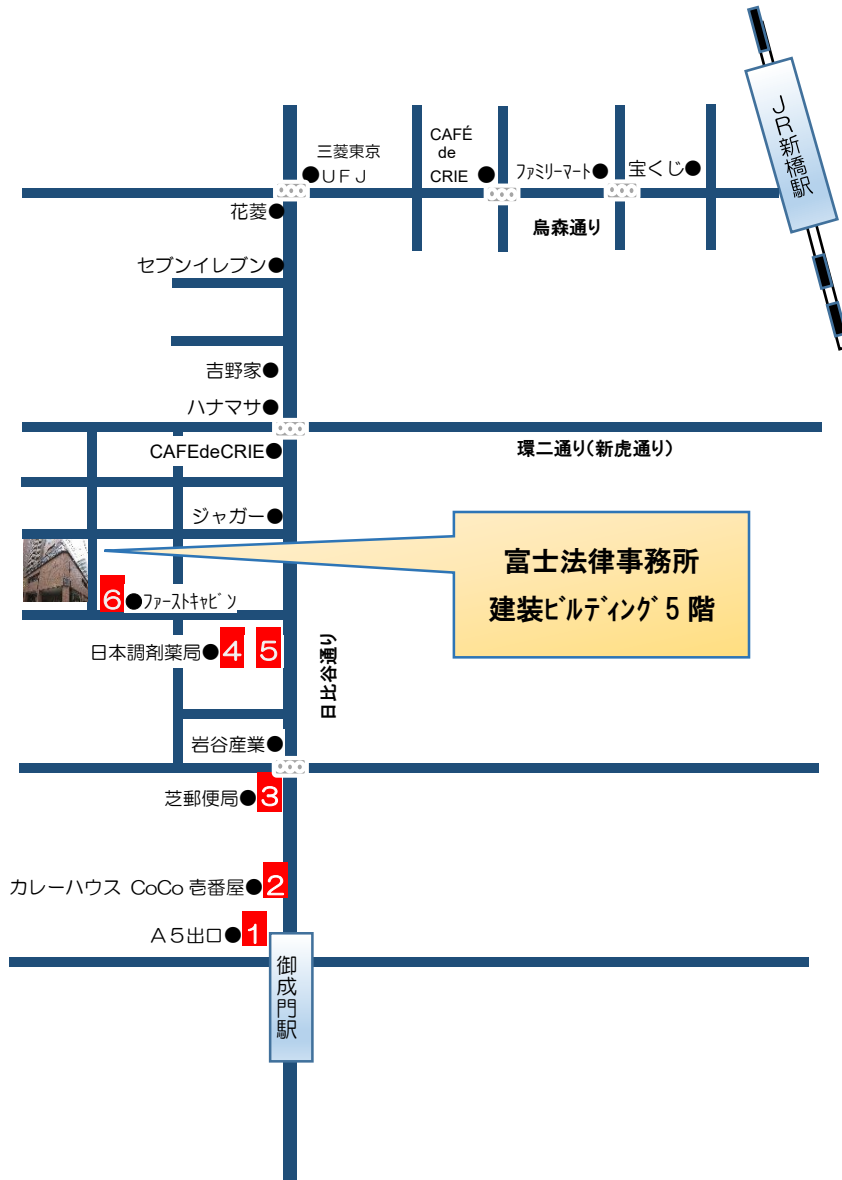 JR新橋駅
CAFÉ
de
CRIE
三菱東京
●UFJ
ファミリーマート●
宝くじ●
花菱●
烏森通り
セブンイレブン●
吉野家●
ハナマサ●
環二通り(新虎通り)
CAFEdeCRIE●
ジャガー●
富士法律事務所
建装ビルディング5階
6 ●ファーストキャビン
日本調剤薬局● 4 5
日比谷通り
岩谷産業●
芝郵便局● 3
カレーハウス CoCo 壱番屋● 2
A5出口● 1
御成門駅